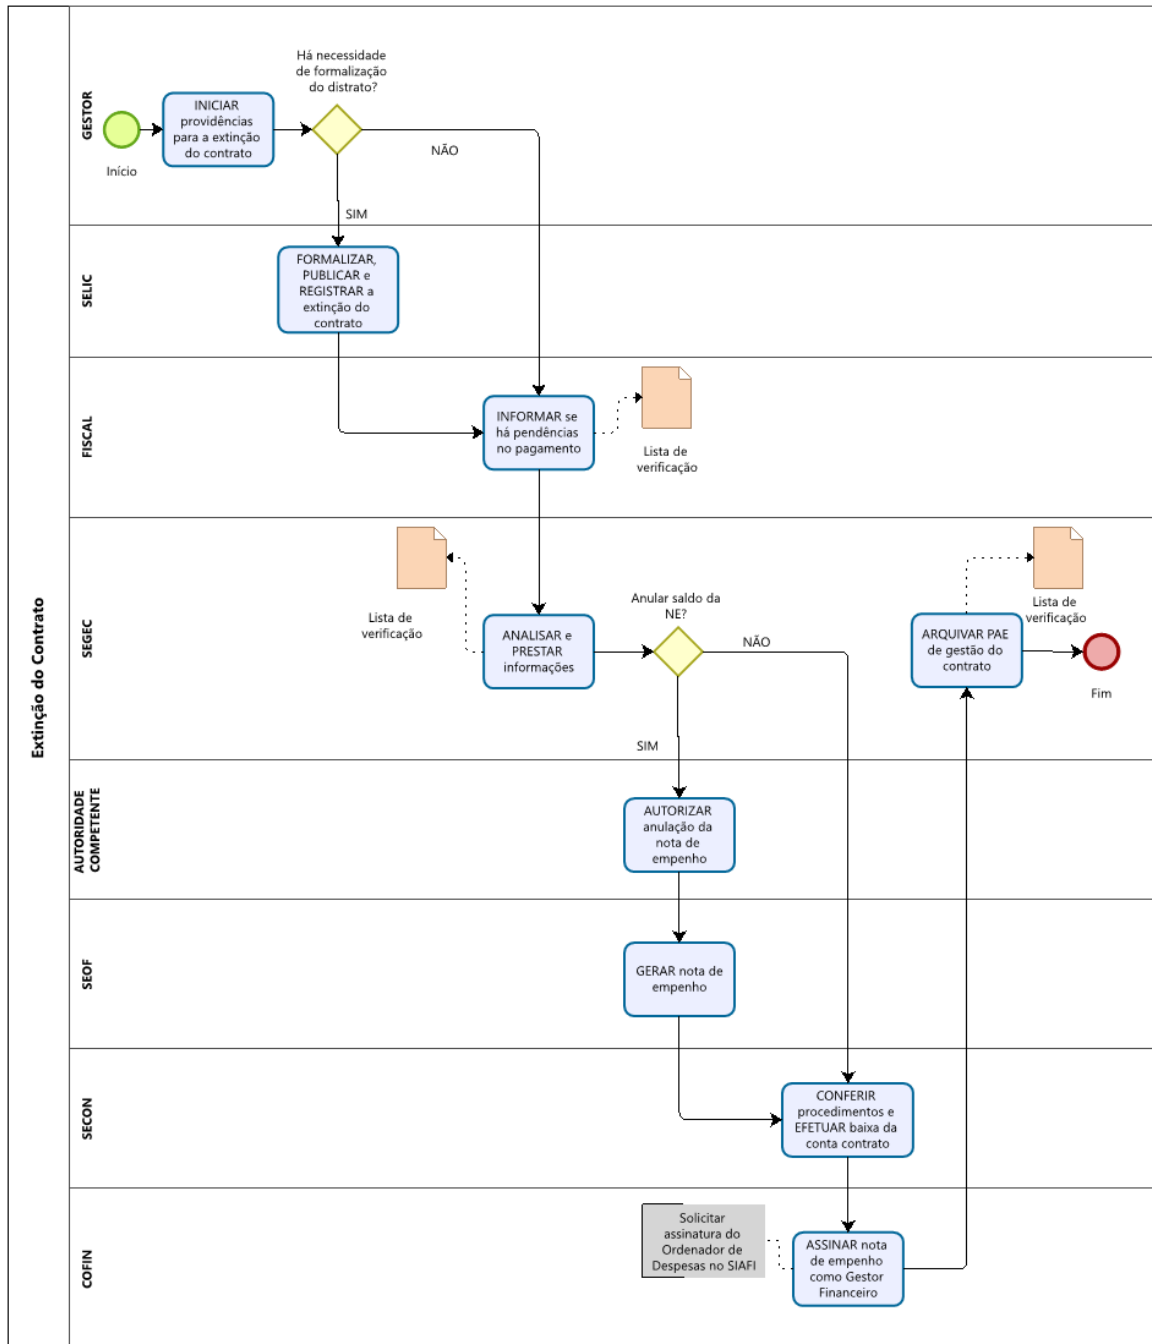 Extinção do Contrato
GESTOR
Início
INICIAR
providências
para a extinção
do contrato
Há necessidade
de formalização
do distrato?
NÃO
SIM
SELIC
FORMALIZAR,
PUBLICAR e
REGISTRAR a
extinção do
contrato
FISCAL
INFORMAR se
há pendências
no pagamento
Lista de
verificação
SEGEC
Lista de
verificação
ANALISAR e
PRESTAR
informações
Anular saldo da
NE?
NÃO
SIM
ARQUIVAR PAE
de gestão do
contrato
Lista de
verificação
Fim
AUTORIDADE
COMPETENTE
AUTORIZAR
anulação da
nota de
empenho
SEOF
GERAR nota de
empenho
SECON
CONFERIR
procedimentos e
EFETUAR baixa da
conta contrato
COFIN
Solicitar
assinatura do
Ordenador de
Despesas no SIAFI
ASSINAR nota
de empenho
como Gestor
Financeiro